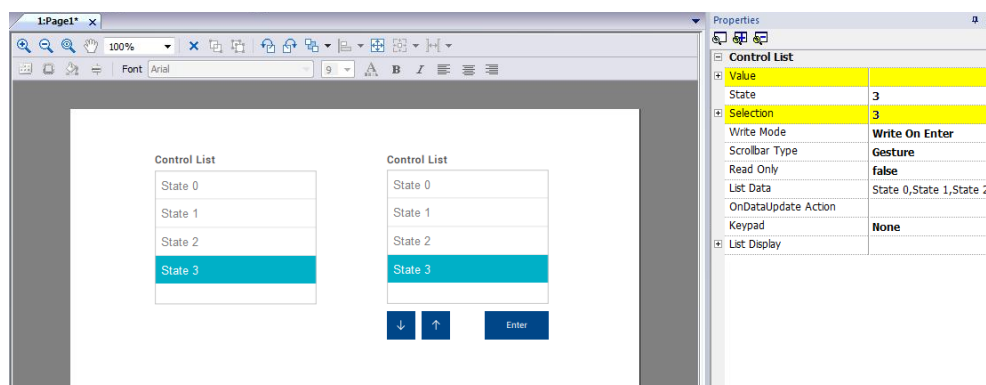 1:Page1* x
100%
Font Arial 9 A B I
Control List
State 0
State 1
State 2
State 3
Control List
State 0
State 1
State 2
State 3
Enter
Properties
Control List
Value
State 3
Selection 3
Write Mode Write On Enter
Scrollbar Type Gesture
Read Only false
List Data State 0,State 1,State 2
OnDataUpdate Action
Keypad None
List Display